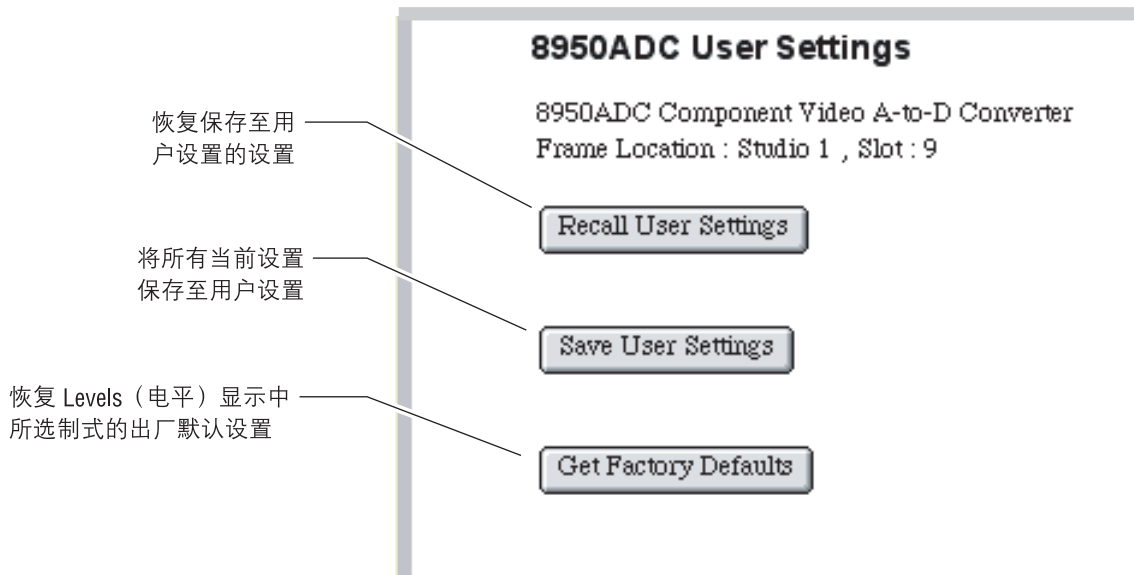 8950ADC User Settings
8950ADC Component Video A-to-D Converter
Frame Location : Studio 1 , Slot : 9
恢复保存至用
户设置的设置
Recall User Settings
将所有当前设置
保存至用户设置
Save User Settings
恢复 Levels（电平）显示中
所选制式的出厂默认设置
Get Factory Defaults